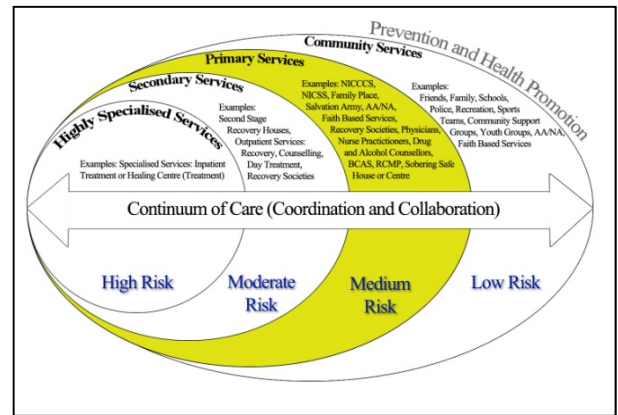 Prevention and Health Promotion
Community Services
Primary Services
Secondary Services
Highly Specialised Services
Examples: Specialised Services: Inpatient
Treatment or Healing Centre (Treatment)
Examples:
Second Stage
Recovery Houses,
Outpatient Services:
Recovery, Counselling,
Day Treatment,
Recovery Societies
Examples: NICCCS,
NICSS, Family Place,
Salvation Army, AA/NA,
Faith Based Services,
Recovery Societies, Physicians,
Nurse Practitioners, Drug
and Alcohol Counsellors,
BCAS, RCMP, Sobering Safe
House or Centre
Examples:
Friends, Family, Schools,
Police, Recreation, Sports
Teams, Community Support
Groups, Youth Groups, AA/NA,
Faith Based Services
Continuum of Care (Coordination and Collaboration)
High Risk
Moderate
Risk
Medium
Risk
Low Risk